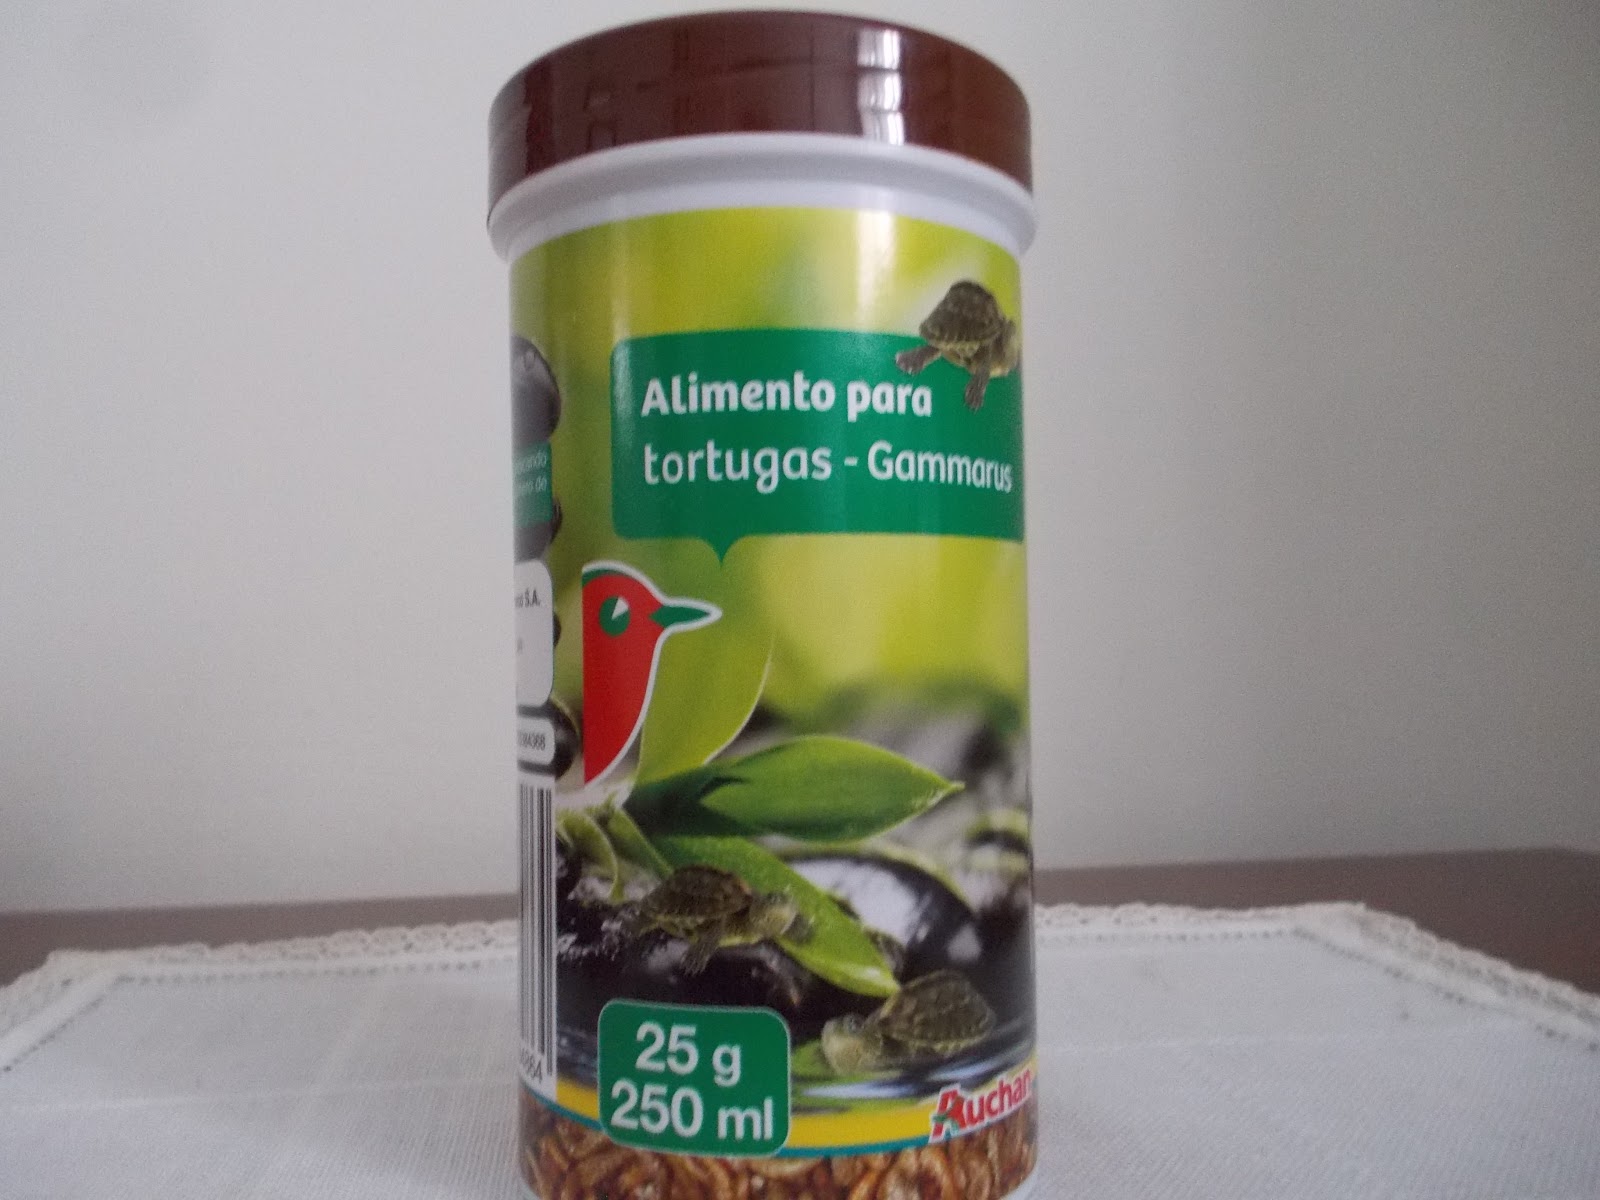 Alimento para
tortugas - Gammarus
S.A.
25 g
250 ml
Auchan